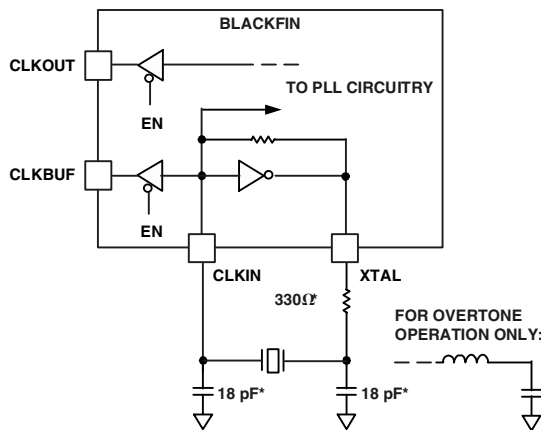 BLACKFIN
CLKOUT
TO PLL CIRCUITRY
EN
CLKBUF
EN
CLKIN
XTAL
330Ω*
FOR OVERTONE
OPERATION ONLY:
18 pF*
18 pF*